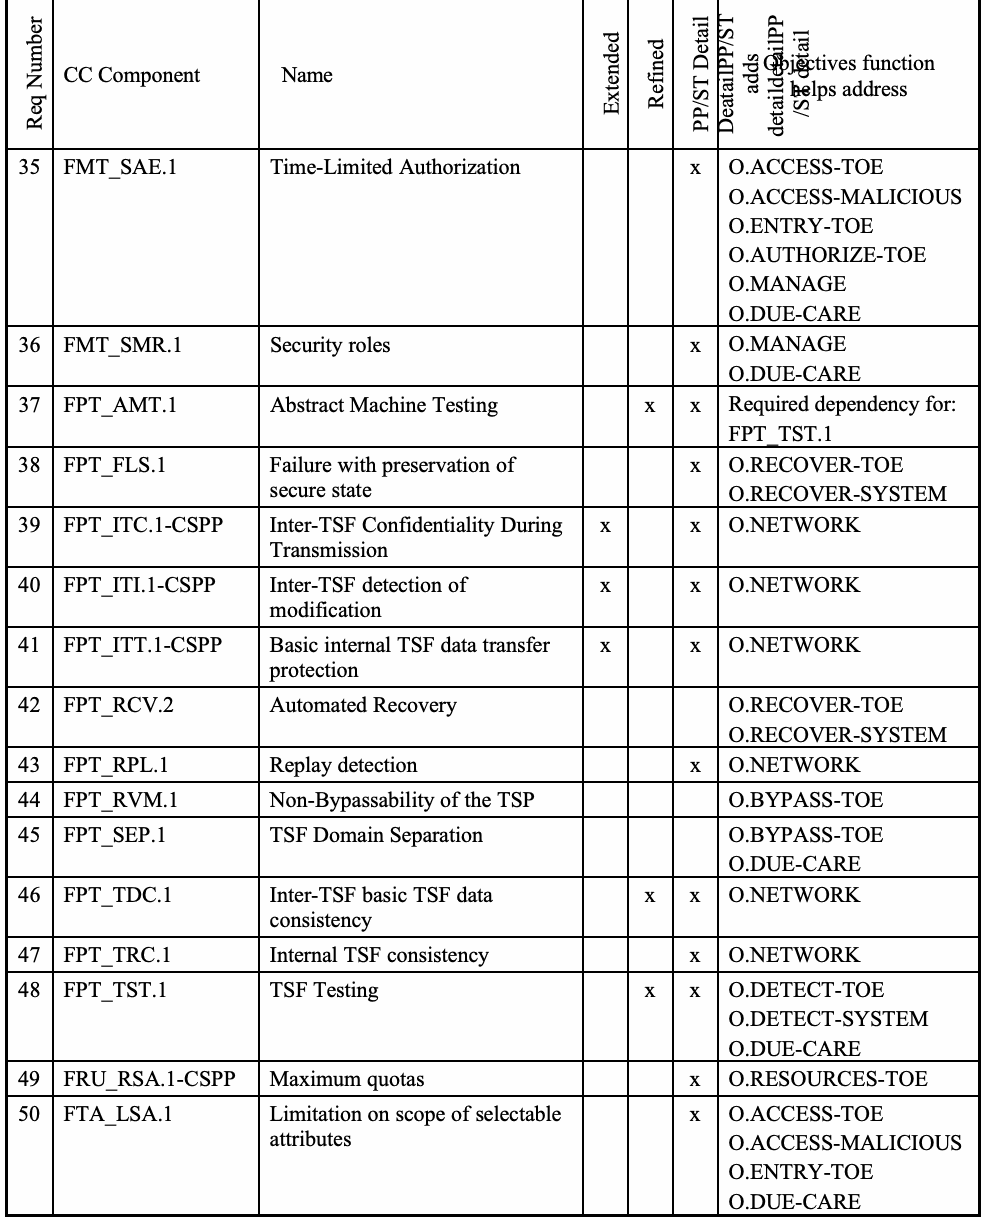 Req Number CC Component Name Extended Refined PP/ST Detail
DeatailPP/ST
adds
detaildetailPP
/ST detail
Objectives function
helps address
35 FMT_SAE.1 Time-Limited Authorization x O.ACCESS-TOE
O.ACCESS-MALICIOUS
O.ENTRY-TOE
O.AUTHORIZE-TOE
O.MANAGE
O.DUE-CARE
36 FMT_SMR.1 Security roles x O.MANAGE
O.DUE-CARE
37 FPT_AMT.1 Abstract Machine Testing x x Required dependency for:
FPT_TST.1
38 FPT_FLS.1 Failure with preservation of x O.RECOVER-TOE
secure state O.RECOVER-SYSTEM
39 FPT_ITC.1-CSPP Inter-TSF Confidentiality During x x O.NETWORK
Transmission
40 FPT_ITI.1-CSPP Inter-TSF detection of x x O.NETWORK
modification
41 FPT_ITT.1-CSPP Basic internal TSF data transfer x x O.NETWORK
protection
42 FPT_RCV.2 Automated Recovery O.RECOVER-TOE
O.RECOVER-SYSTEM
43 FPT_RPL.1 Replay detection x O.NETWORK
44 FPT_RVM.1 Non-Bypassability of the TSP O.BYPASS-TOE
45 FPT_SEP.1 TSF Domain Separation O.BYPASS-TOE
O.DUE-CARE
46 FPT_TDC.1 Inter-TSF basic TSF data x x O.NETWORK
consistency
47 FPT_TRC.1 Internal TSF consistency x O.NETWORK
48 FPT_TST.1 TSF Testing x x O.DETECT-TOE
O.DETECT-SYSTEM
O.DUE-CARE
49 FRU_RSA.1-CSPP Maximum quotas x O.RESOURCES-TOE
50 FTA_LSA.1 Limitation on scope of selectable x O.ACCESS-TOE
attributes O.ACCESS-MALICIOUS
O.ENTRY-TOE
O.DUE-CARE